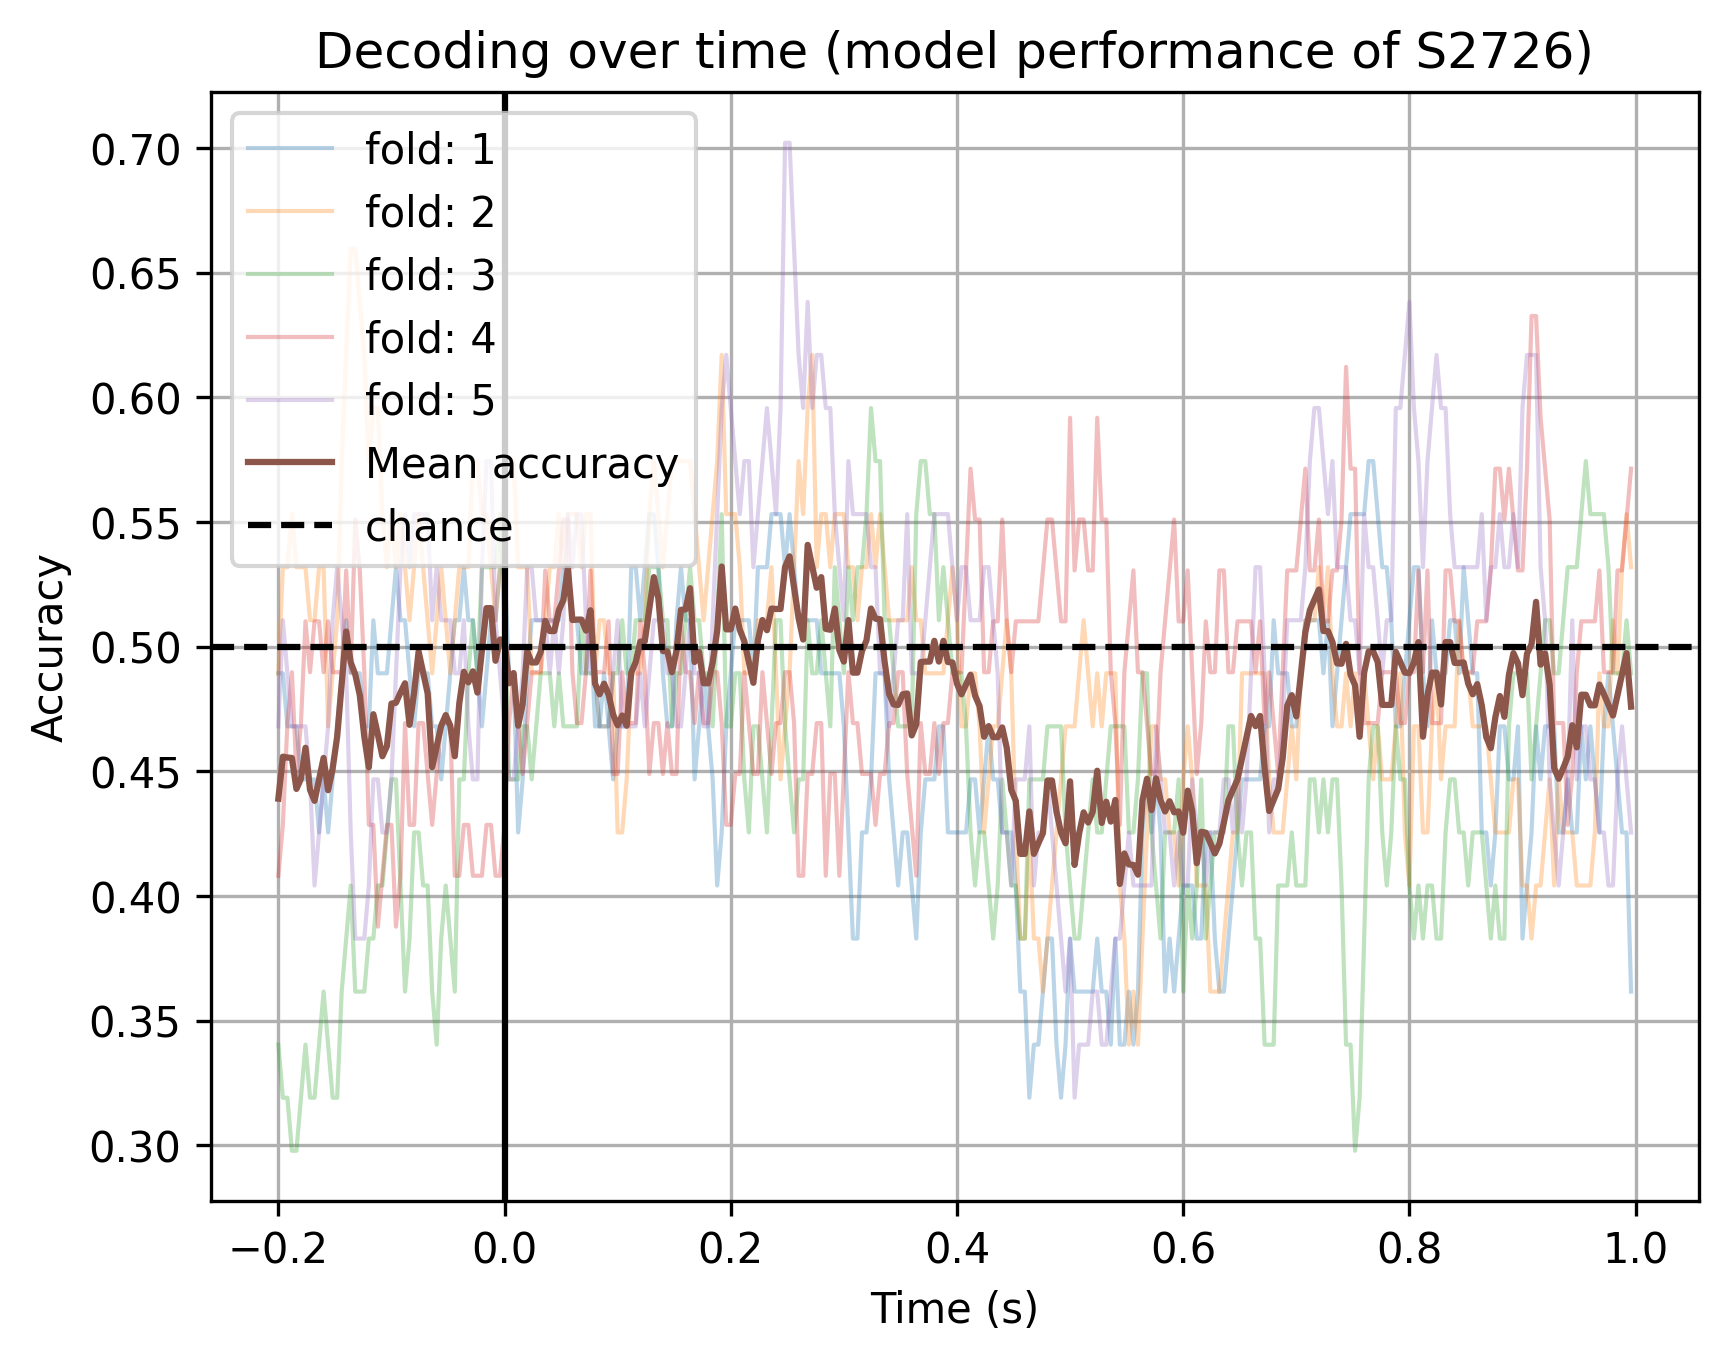 Decoding over time (model performance of S2726)
fold: 1
fold: 2
fold: 3
fold: 4
fold: 5
Mean accuracy
chance
Accuracy
0.70
0.65
0.60
0.55
0.50
0.45
0.40
0.35
0.30
−0.2 0.0 0.2 0.4 0.6 0.8 1.0
Time (s)